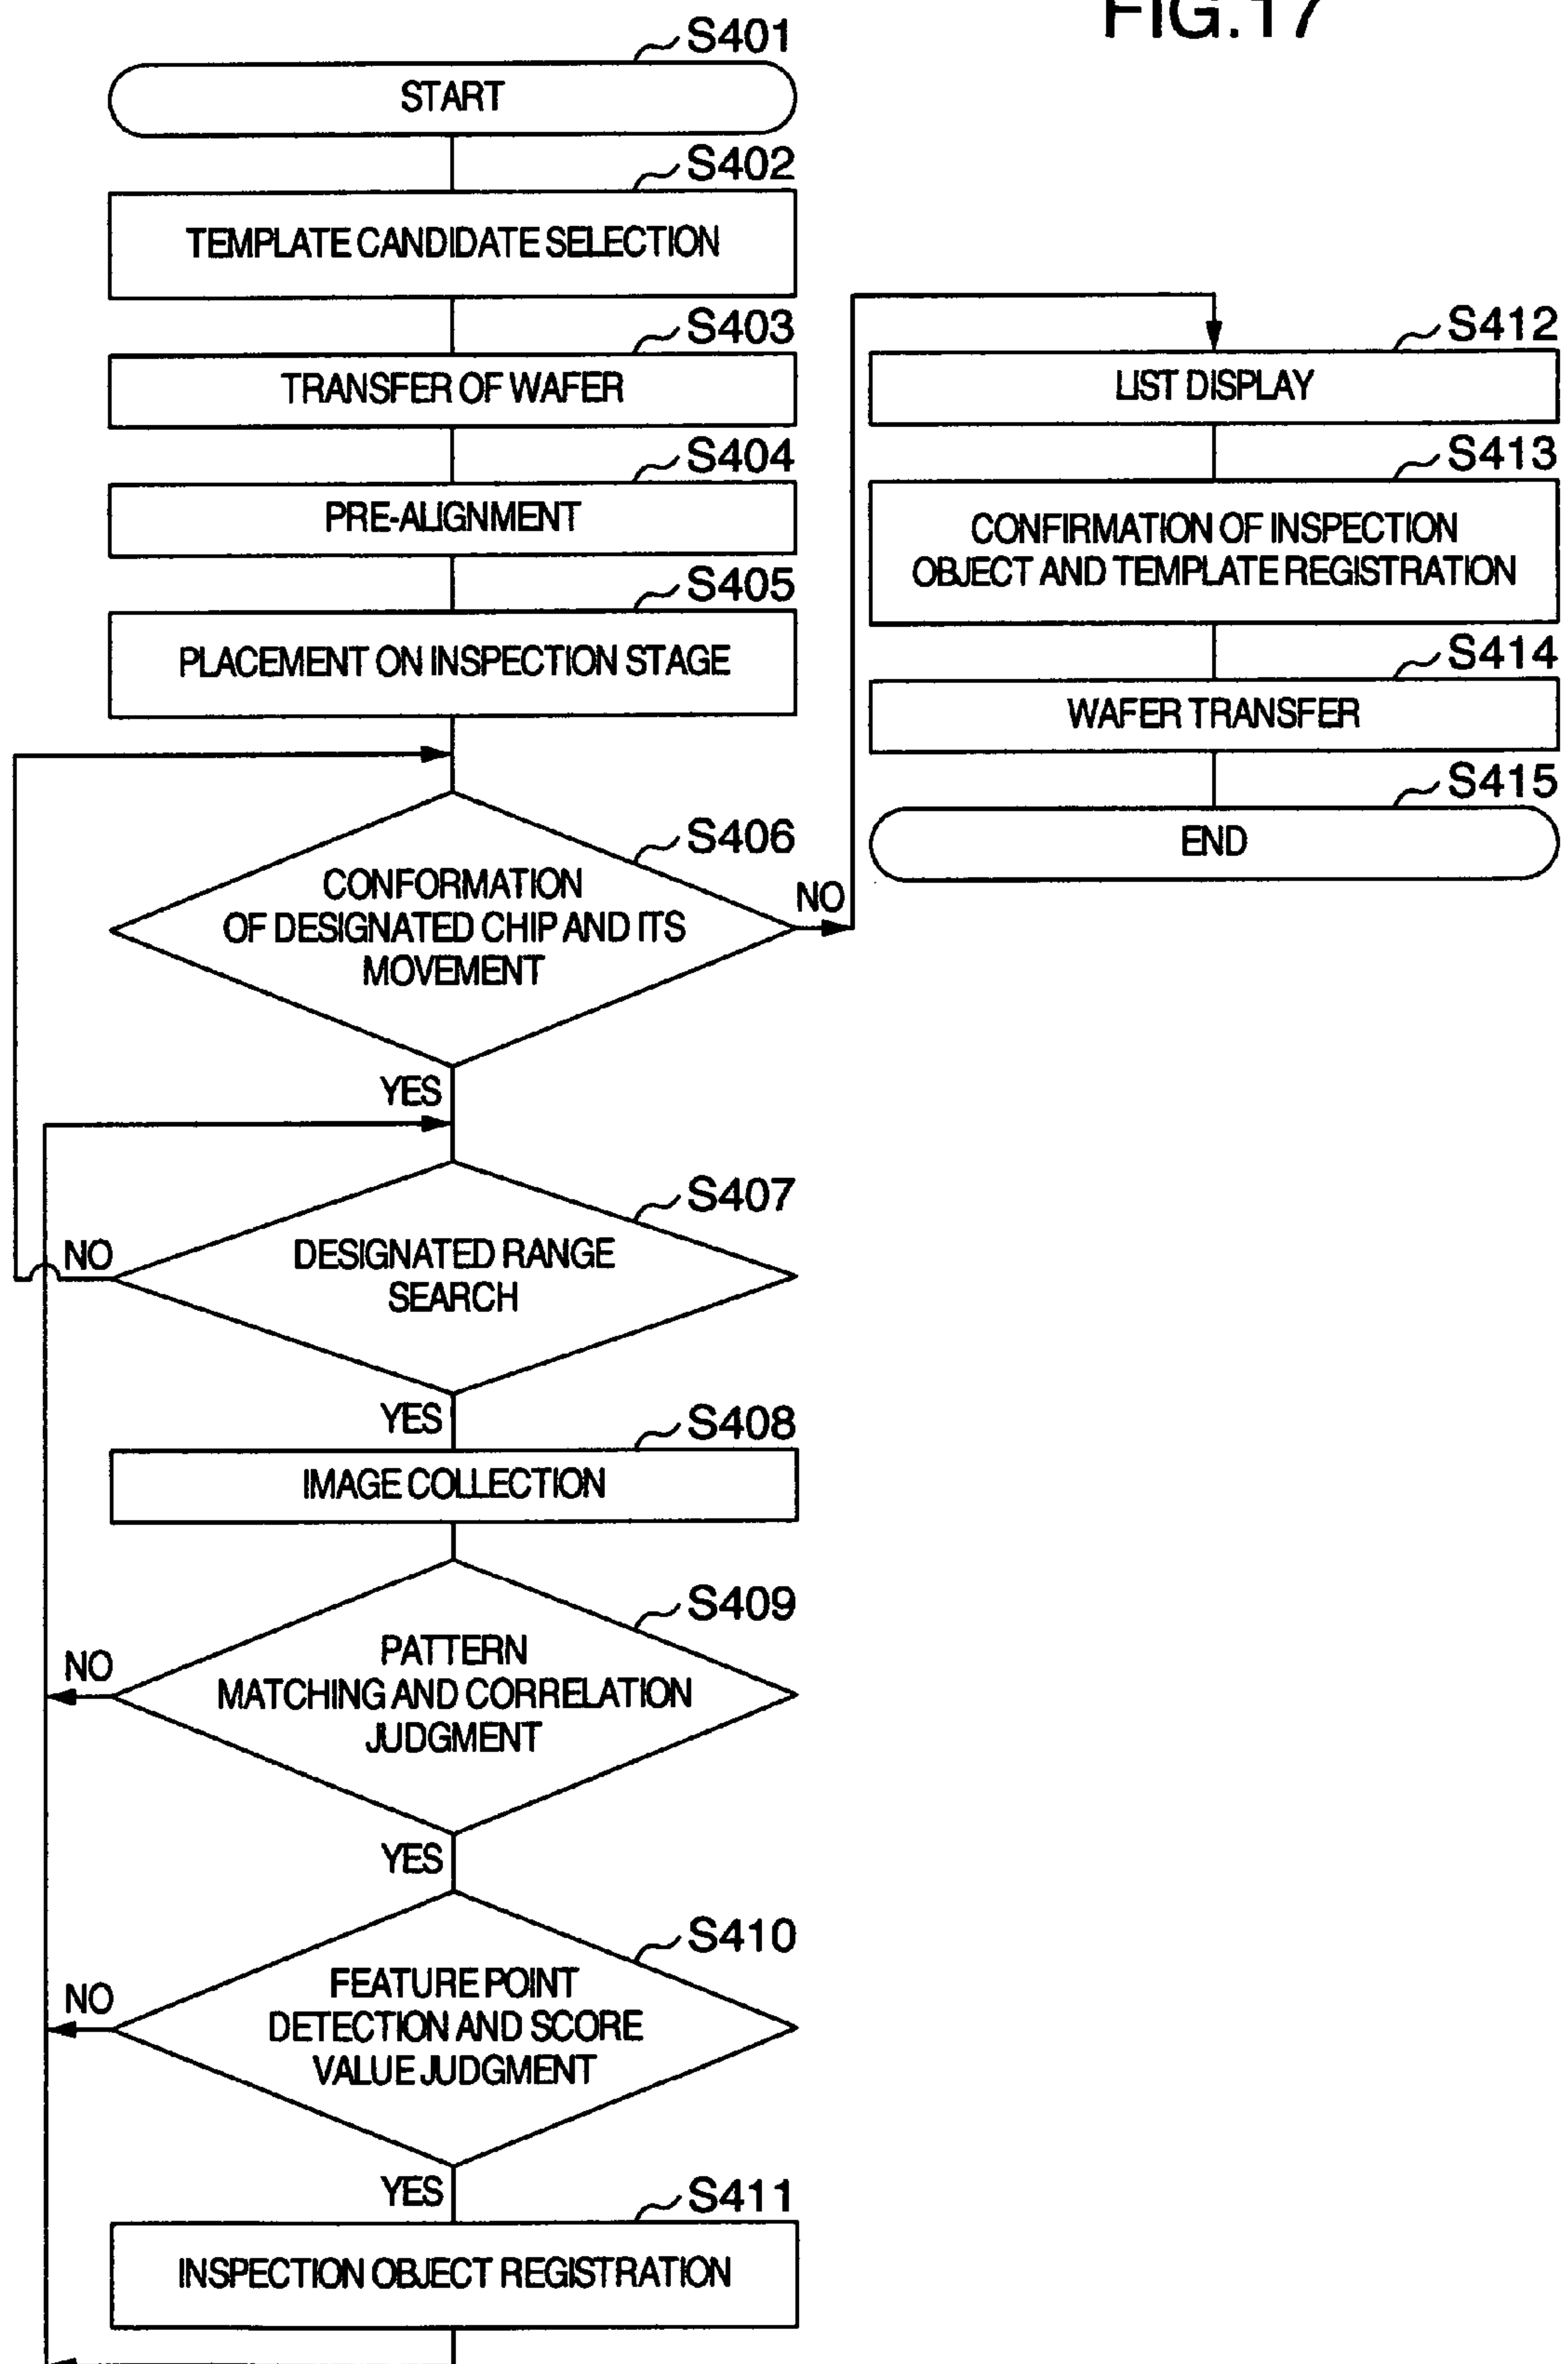 FIG.17
S401
START
S402
TEMPLATE CANDIDATE SELECTION
S403
TRANSFER OF WAFER
S404
PRE-ALIGNMENT
S405
PLACEMENT ON INSPECTION STAGE
S406
CONFORMATION
OF DESIGNATED CHIP AND ITS
MOVEMENT
NO
YES
S407
DESIGNATED RANGE
SEARCH
NO
YES
S408
IMAGE COLLECTION
S409
PATTERN
MATCHING AND CORRELATION
JUDGMENT
NO
YES
S410
FEATURE POINT
DETECTION AND SCORE
VALUE JUDGMENT
NO
YES
S411
INSPECTION OBJECT REGISTRATION
S412
LIST DISPLAY
S413
CONFIRMATION OF INSPECTION
OBJECT AND TEMPLATE REGISTRATION
S414
WAFER TRANSFER
S415
END